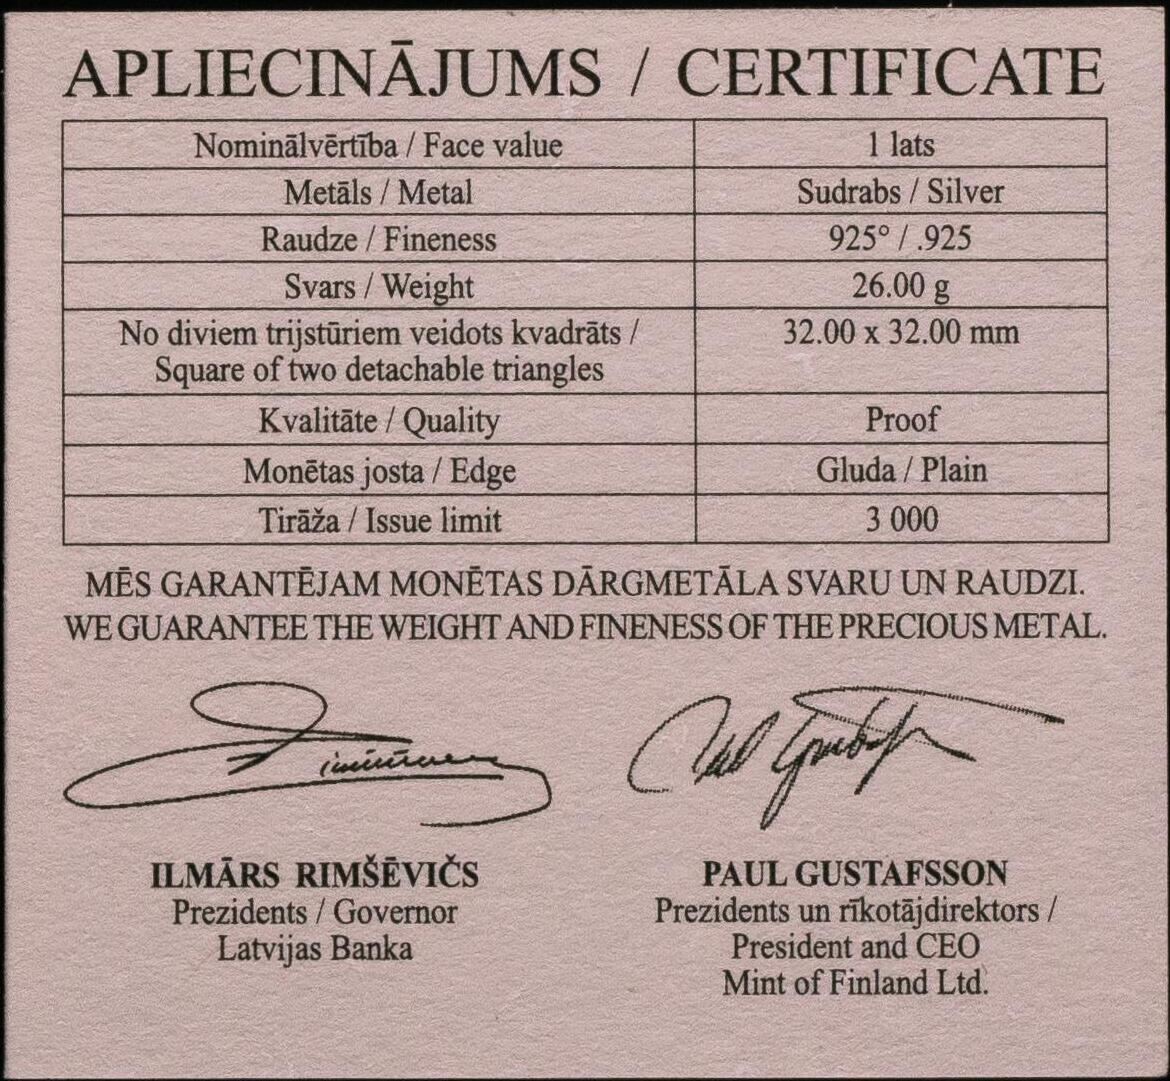 APLIECINĀJUMS / CERTIFICATE
Nominālvērtība / Face value 1 lats
Metāls / Metal Sudrabs / Silver
Raudze / Fineness 925° / .925
Svars / Weight 26.00 g
No diviem trijstūriem veidots kvadrāts / 32.00 x 32.00 mm
Square of two detachable triangles
Kvalitāte / Quality Proof
Monētas josta / Edge Gluda / Plain
Tirāža / Issue limit 3 000
MĒS GARANTĒJAM MONĒTAS DĀRGMETĀLA SVARU UN RAUDZI.
WE GUARANTEE THE WEIGHT AND FINENESS OF THE PRECIOUS METAL.
ILMĀRS RIMŠĒVIČS
Prezidents / Governor
Latvijas Banka
PAUL GUSTAFSSON
Prezidents un rīkotājdirektors /
President and CEO
Mint of Finland Ltd.